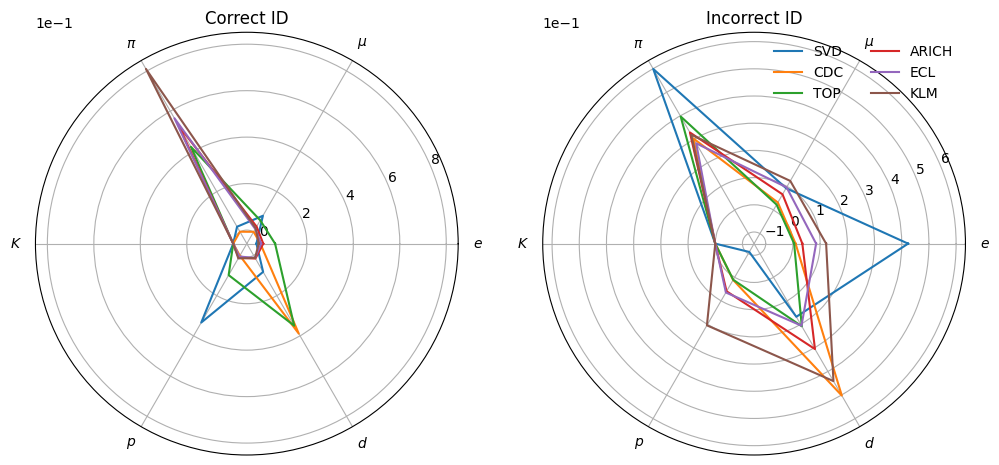 Correct ID
1e−1
π
μ
K
e
p
d
0
2
4
6
8
Incorrect ID
1e−1
π
μ
K
e
p
d
−1
0
1
2
3
4
5
6
SVD
CDC
TOP
ARICH
ECL
KLM